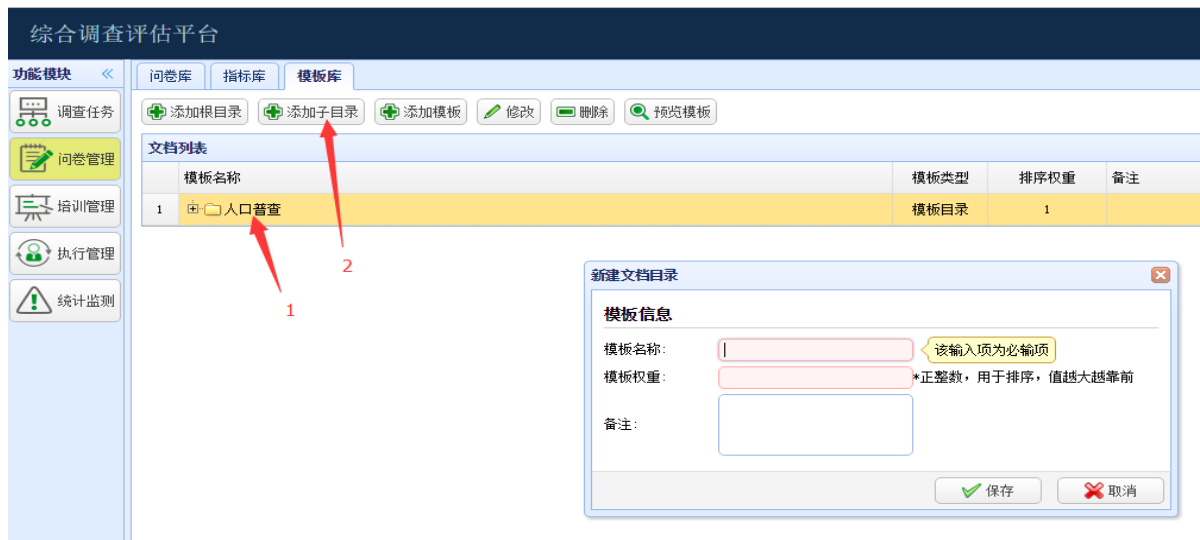 综合调查评估平台
功能模块
问卷库 指标库 模板库
调查任务
添加根目录 添加子目录 添加模板 修改 删除 预览模板
文档列表
问卷管理
模板名称 模板类型 排序权重 备注
培训管理
1 人口普查 模板目录 1
执行管理
2
新建文档目录
统计监测
1
模板信息
模板名称: 该输入项为必输项
模板权重: *正整数，用于排序，值越大越靠前
备注:
保存 取消